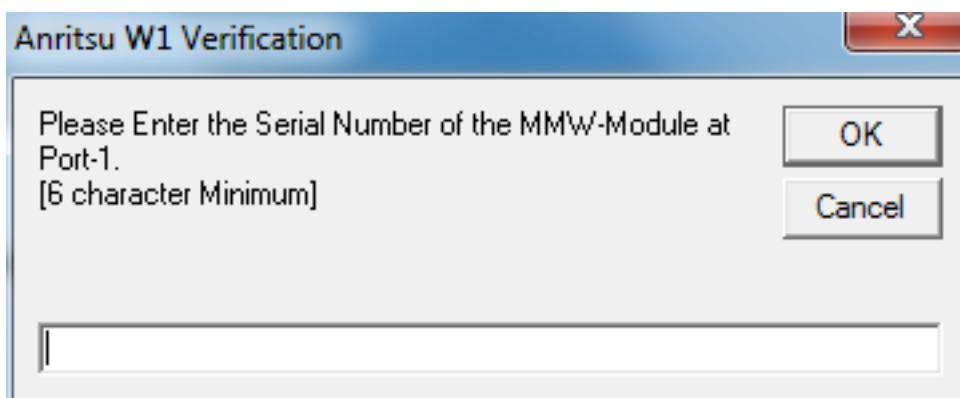 Anritsu W1 Verification
Please Enter the Serial Number of the MMW-Module at
Port-1.
[6 character Minimum]
OK
Cancel